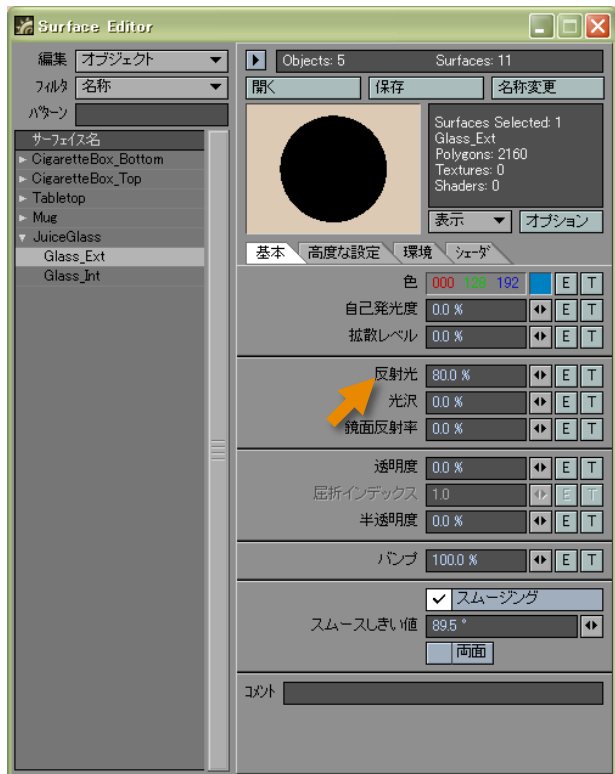 Surface Editor
編集 オブジェクト
フィルタ 名称
パターン
サーフェイス名
CigaretteBox_Bottom
CigaretteBox_Top
Tabletop
Mug
JuiceGlass
Glass_Ext
Glass_Int
Objects: 5 Surfaces: 11
開く 保存 名称変更
Surfaces Selected: 1
Glass_Ext
Polygons: 2160
Textures: 0
Shaders: 0
表示 オプション
基本 高度な設定 環境 シェーダ
色 000 128 192 E T
自己発光度 0.0 % E T
拡散レベル 0.0 % E T
反射光 80.0 % E T
光沢 0.0 % E T
鏡面反射率 0.0 % E T
透明度 0.0 % E T
屈折インデックス 1.0 E T
半透明度 0.0 % E T
バンプ 100.0 % E T
スムージング
スムースしきい値 89.5 °
両面
コメント